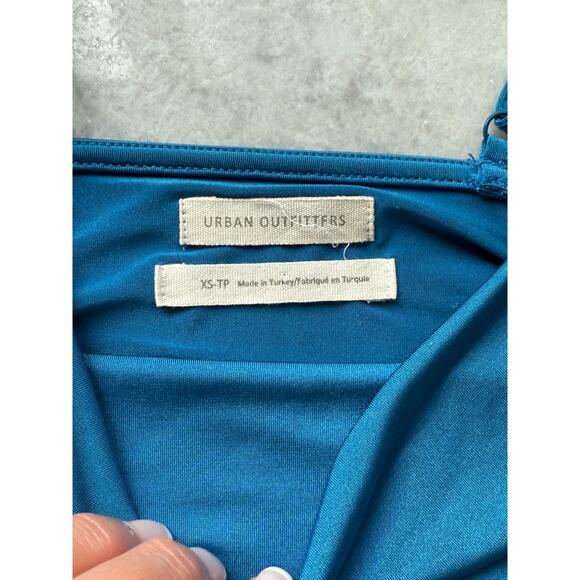 URBAN OUTFITTERS
XS-TP Made in Turkey/Fabriqué en Turquie